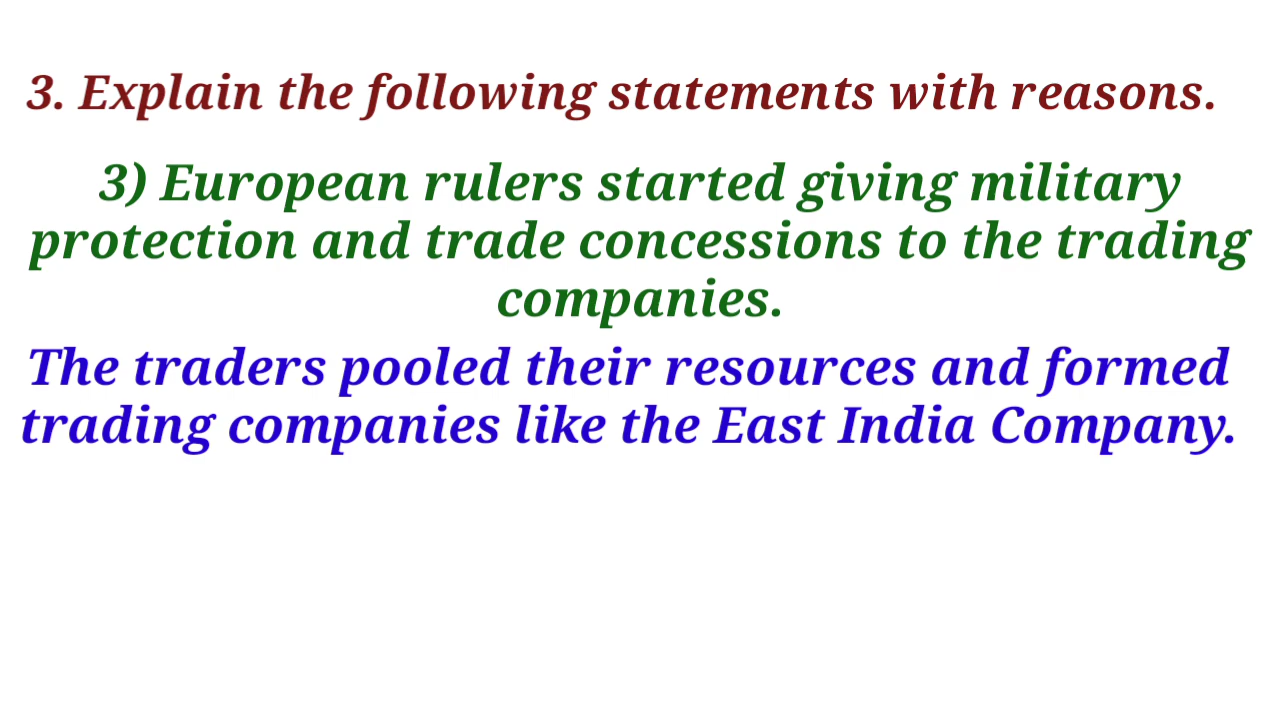 3. Explain the following statements with reasons.
3) European rulers started giving military
protection and trade concessions to the trading
companies.
The traders pooled their resources and formed
trading companies like the East India Company.